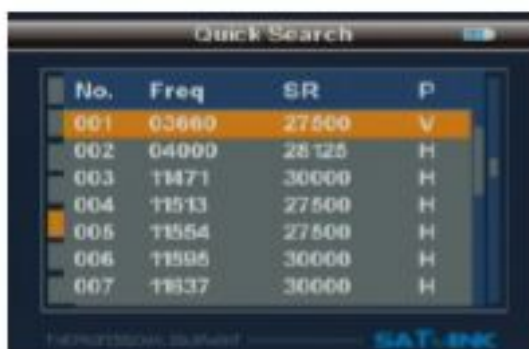 Quick Search
No. Freq SR P
001 03660 27500 V
002 04000 28125 H
003 11471 30000 H
004 11513 27500 H
005 11554 27500 H
006 11595 30000 H
007 11637 30000 H
SATLINK